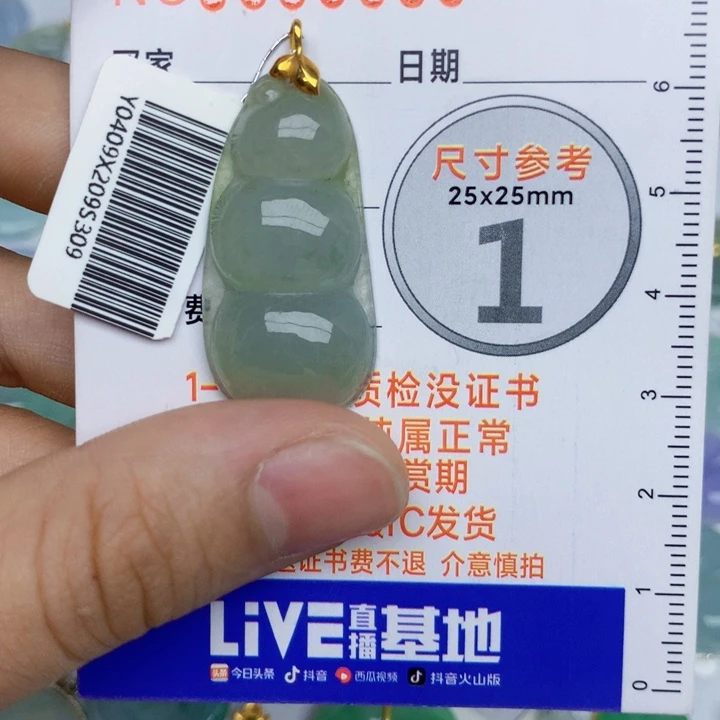 日期
尺寸参考
25x25mm
1
Y0409X209S309
费
质检没证书
属正常
赏期
发货
证书费不退 介意慎拍
LiVE直播基地
头条 今日头条 抖音 西瓜视频 抖音火山版
6
5
4
3
2
1
0